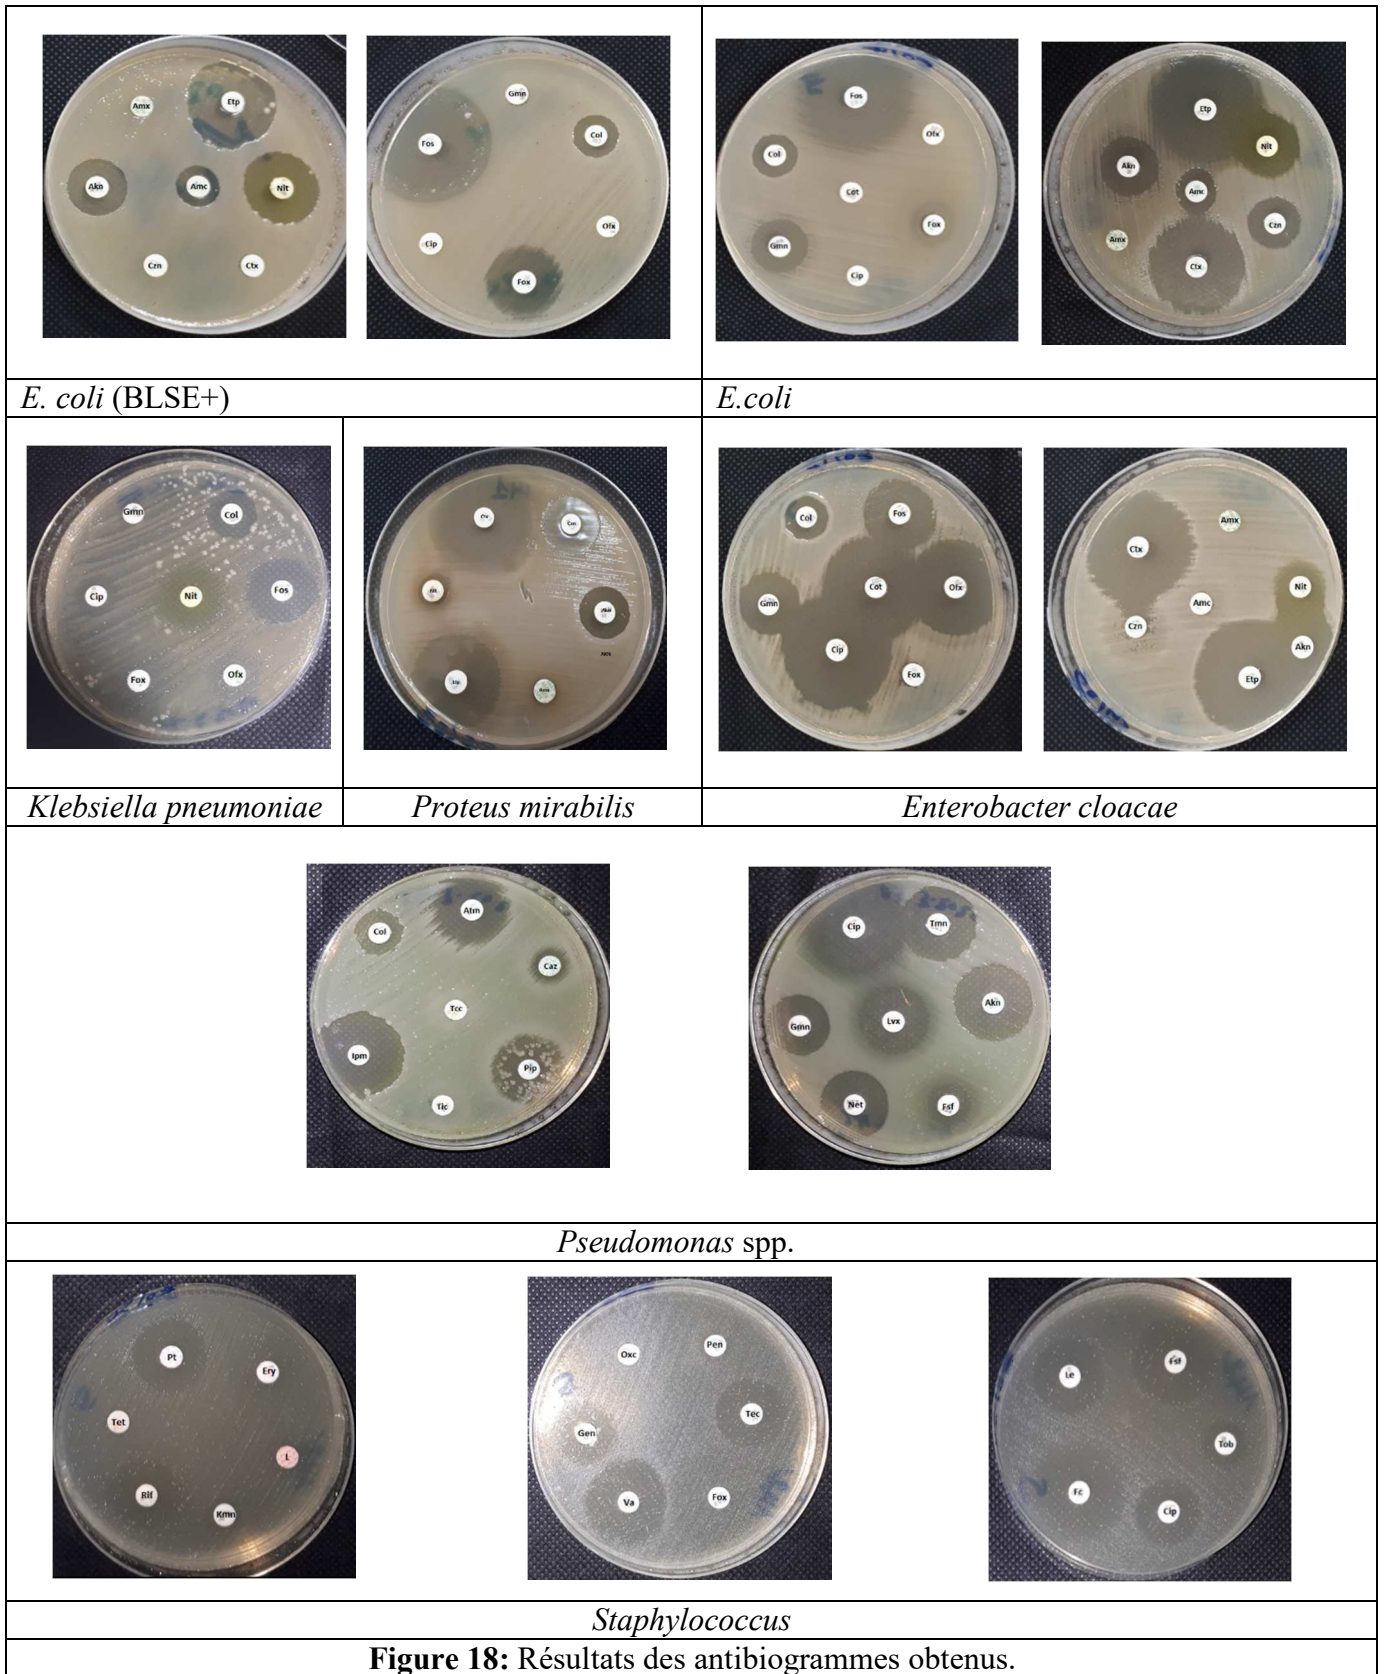 Amx
Etp
Akn
Amc
Nit
Czn
Ctx
Gmn
Fos
Col
Cip
Ofx
Fox
Fos
Col
Ofx
Cot
Fox
Gmn
Cip
Etp
Nit
Akn
Amc
Amx
Czn
Ctx
E. coli (BLSE+)
E.coli
Gmn
Col
Cip
Nit
Fos
Fox
Ofx
Col
Fos
Gmn
Cot
Ofx
Cip
Fox
Ctx
Amx
Nit
Amc
Czn
Akn
Etp
Klebsiella pneumoniae
Proteus mirabilis
Enterobacter cloacae
Col
Atm
Caz
Tcc
Ipm
Pip
Tic
Cip
Tmn
Akn
Gmn
Lvx
Net
Fsf
Pseudomonas spp.
Pt
Ery
Tet
L
Rif
Kmn
Oxc
Pen
Tec
Gen
Va
Fox
Le
Fsf
Tob
Fc
Cip
Staphylococcus
Figure 18: Résultats des antibiogrammes obtenus.